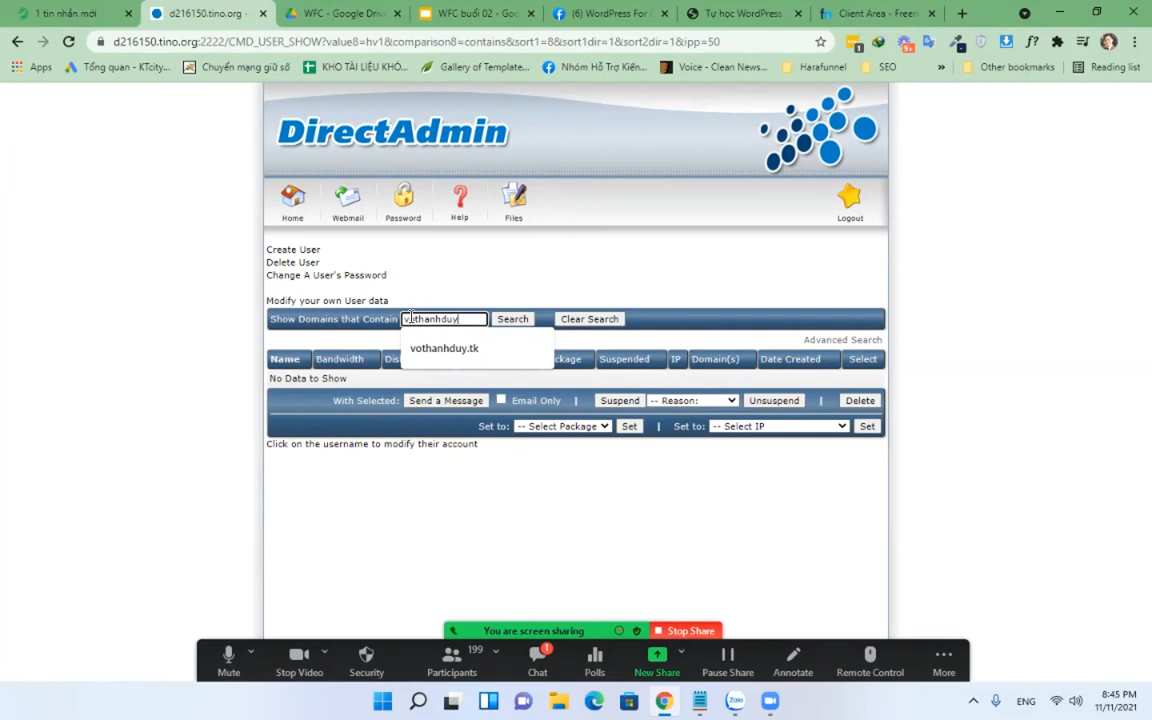 1 tin nhắn mới
d216150.tino.org -
WFC - Google Driv
WFC buổi 02 - Goo
(6) WordPress For
Tự học WordPress
Client Area - Freen
d216150.tino.org:2222/CMD_USER_SHOW?value8=hv1&comparison8=contains&sort1=8&sort1dir=1&sort2dir=1&ipp=50
Apps
Tổng quan - KTcity...
Chuyển mạng giữ số
KHO TÀI LIỆU KHÓ...
Gallery of Template...
Nhóm Hỗ Trợ Kiến...
Voice - Clean News...
Harafunnel
SEO
»
Other bookmarks
Reading list
DirectAdmin
Home
Webmail
Password
Help
Files
Logout
Create User
Delete User
Change A User's Password
Modify your own User data
Show Domains that Contain
vothanhduy
Search
Clear Search
vothanhduy.tk
Advanced Search
Name
Bandwidth
Dis
ckage
Suspended
IP
Domain(s)
Date Created
Select
No Data to Show
With Selected:
Send a Message
Email Only
|
Suspend
-- Reason:
Unsuspend
|
Delete
Set to:
-- Select Package
Set
|
Set to:
-- Select IP
Set
Click on the username to modify their account
You are screen sharing
Stop Share
Mute
Stop Video
Security
199
Participants
1
Chat
Polls
New Share
Pause Share
Annotate
Remote Control
More
Zalo
ENG
8:45 PM
11/11/2021